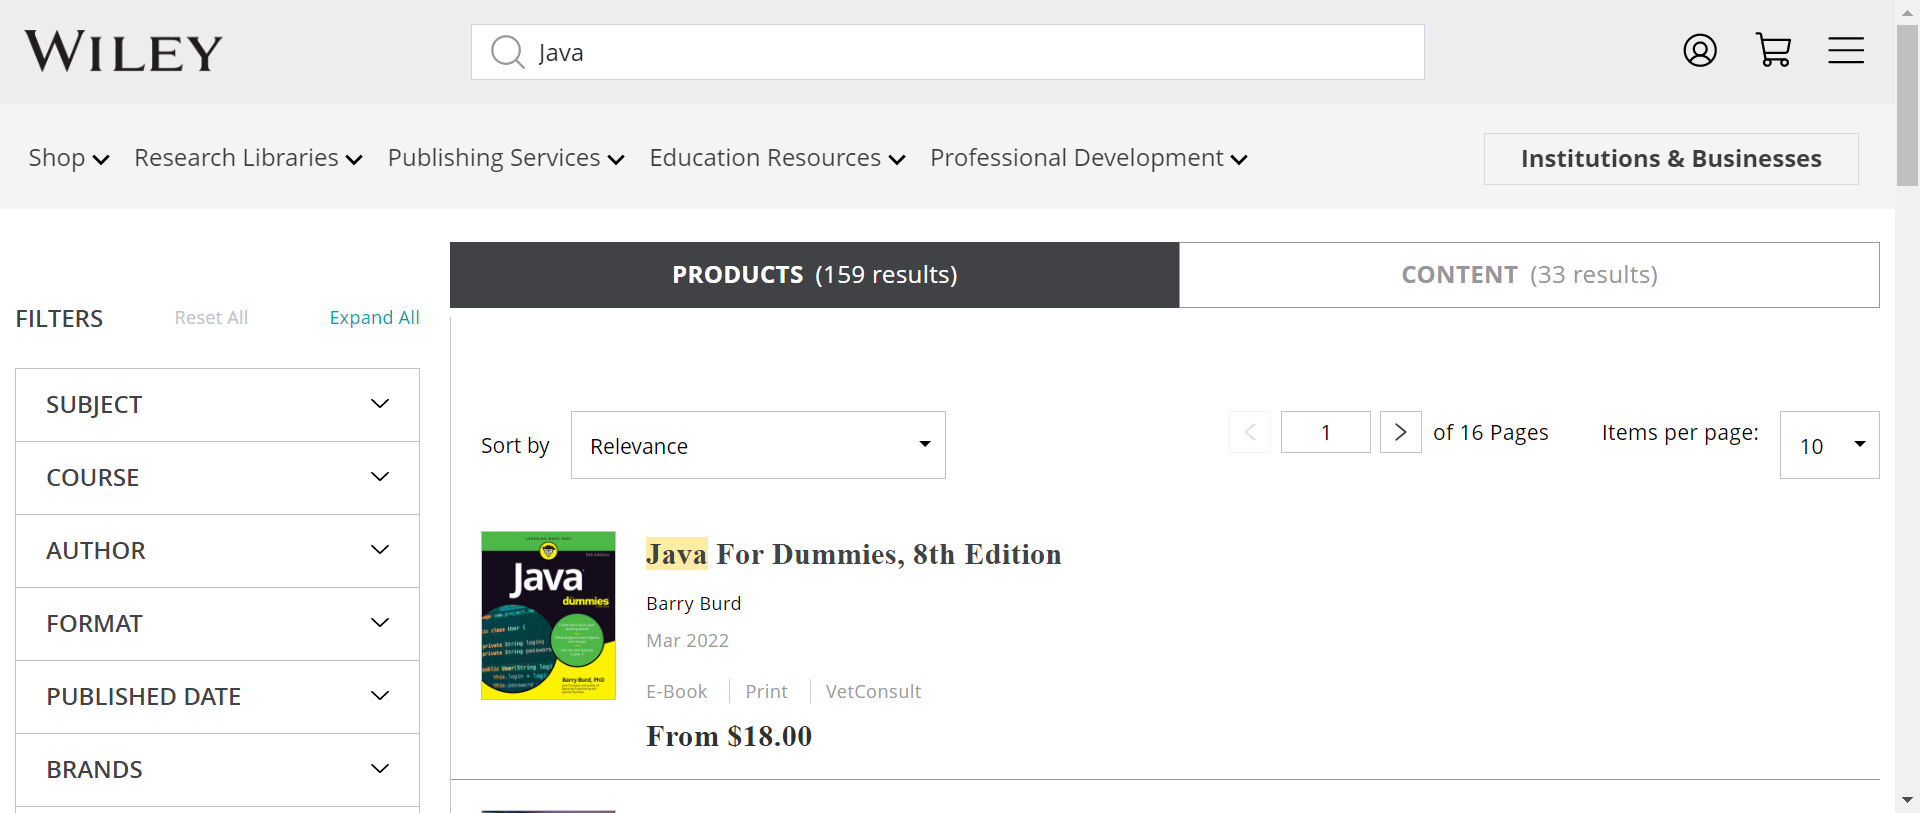 WILEY
Java
Shop
Research Libraries
Publishing Services
Education Resources
Professional Development
Institutions & Businesses
PRODUCTS (159 results)
CONTENT (33 results)
FILTERS
Reset All
Expand All
SUBJECT
COURSE
AUTHOR
FORMAT
PUBLISHED DATE
BRANDS
Sort by
Relevance
1
of 16 Pages
Items per page:
10
Java
dummies
Barry Burd, PhD
Java For Dummies, 8th Edition
Barry Burd
Mar 2022
E-Book
Print
VetConsult
From $18.00